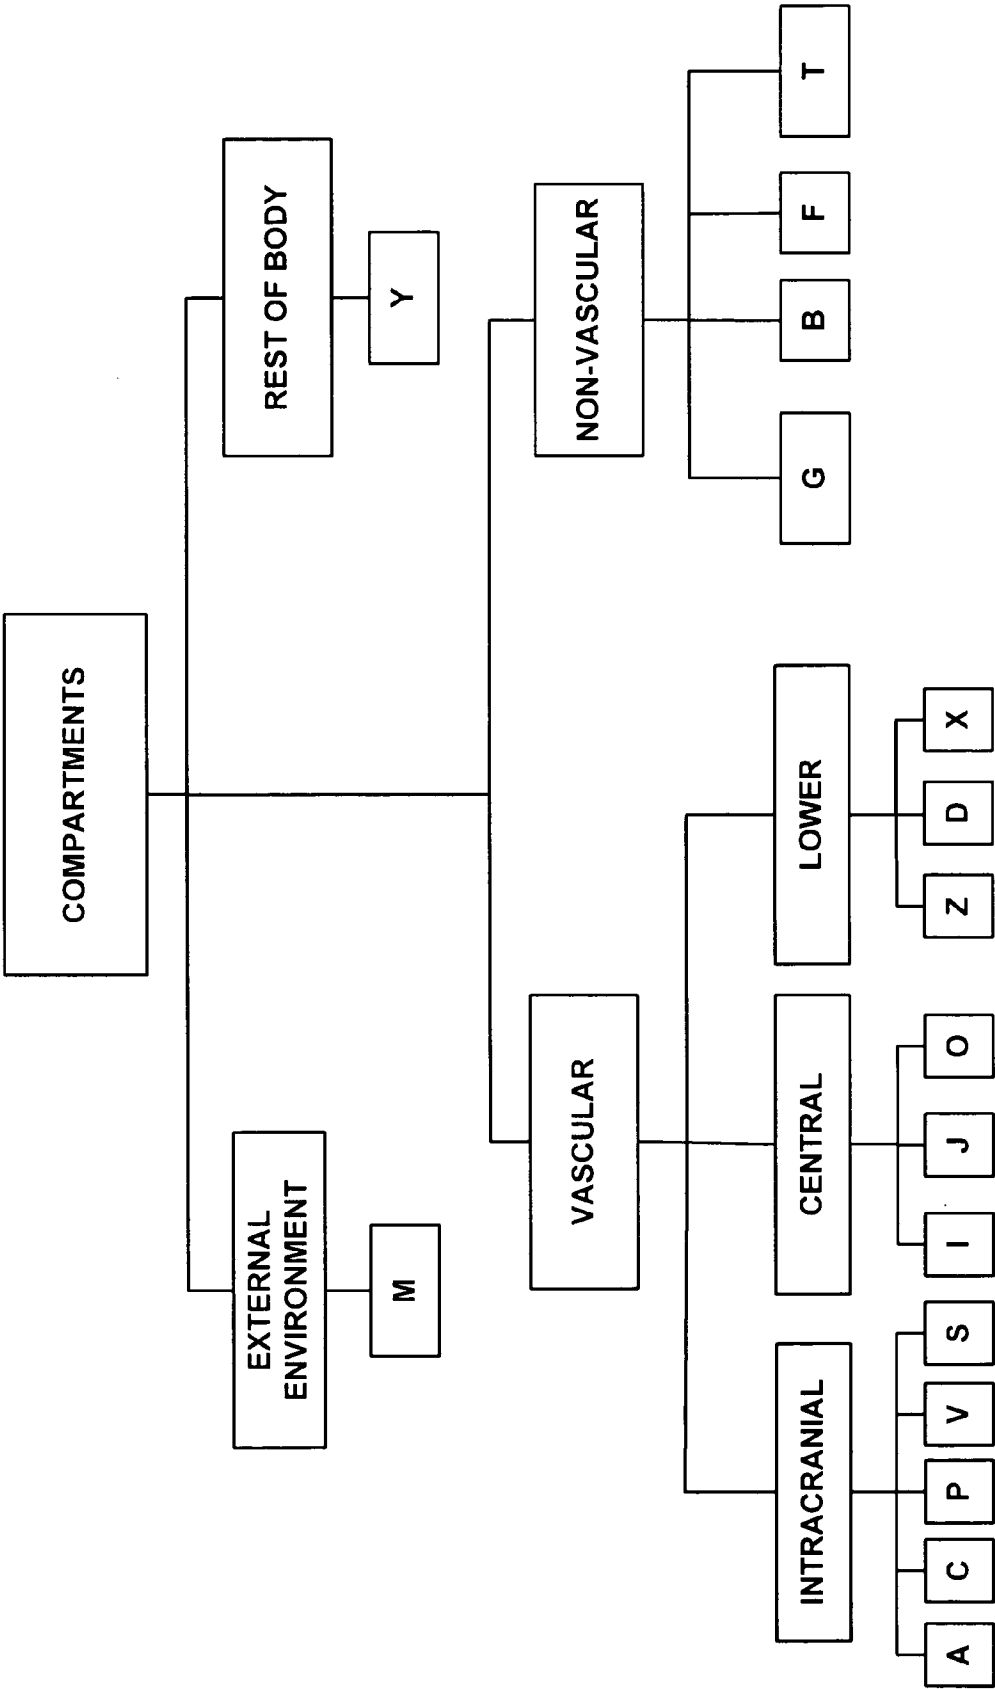 COMPARTMENTS
EXTERNAL
ENVIRONMENT
REST OF BODY
M
Y
VASCULAR
NON-VASCULAR
INTRACRANIAL
CENTRAL
LOWER
G
B
F
T
A
C
P
V
S
I
J
O
Z
D
X